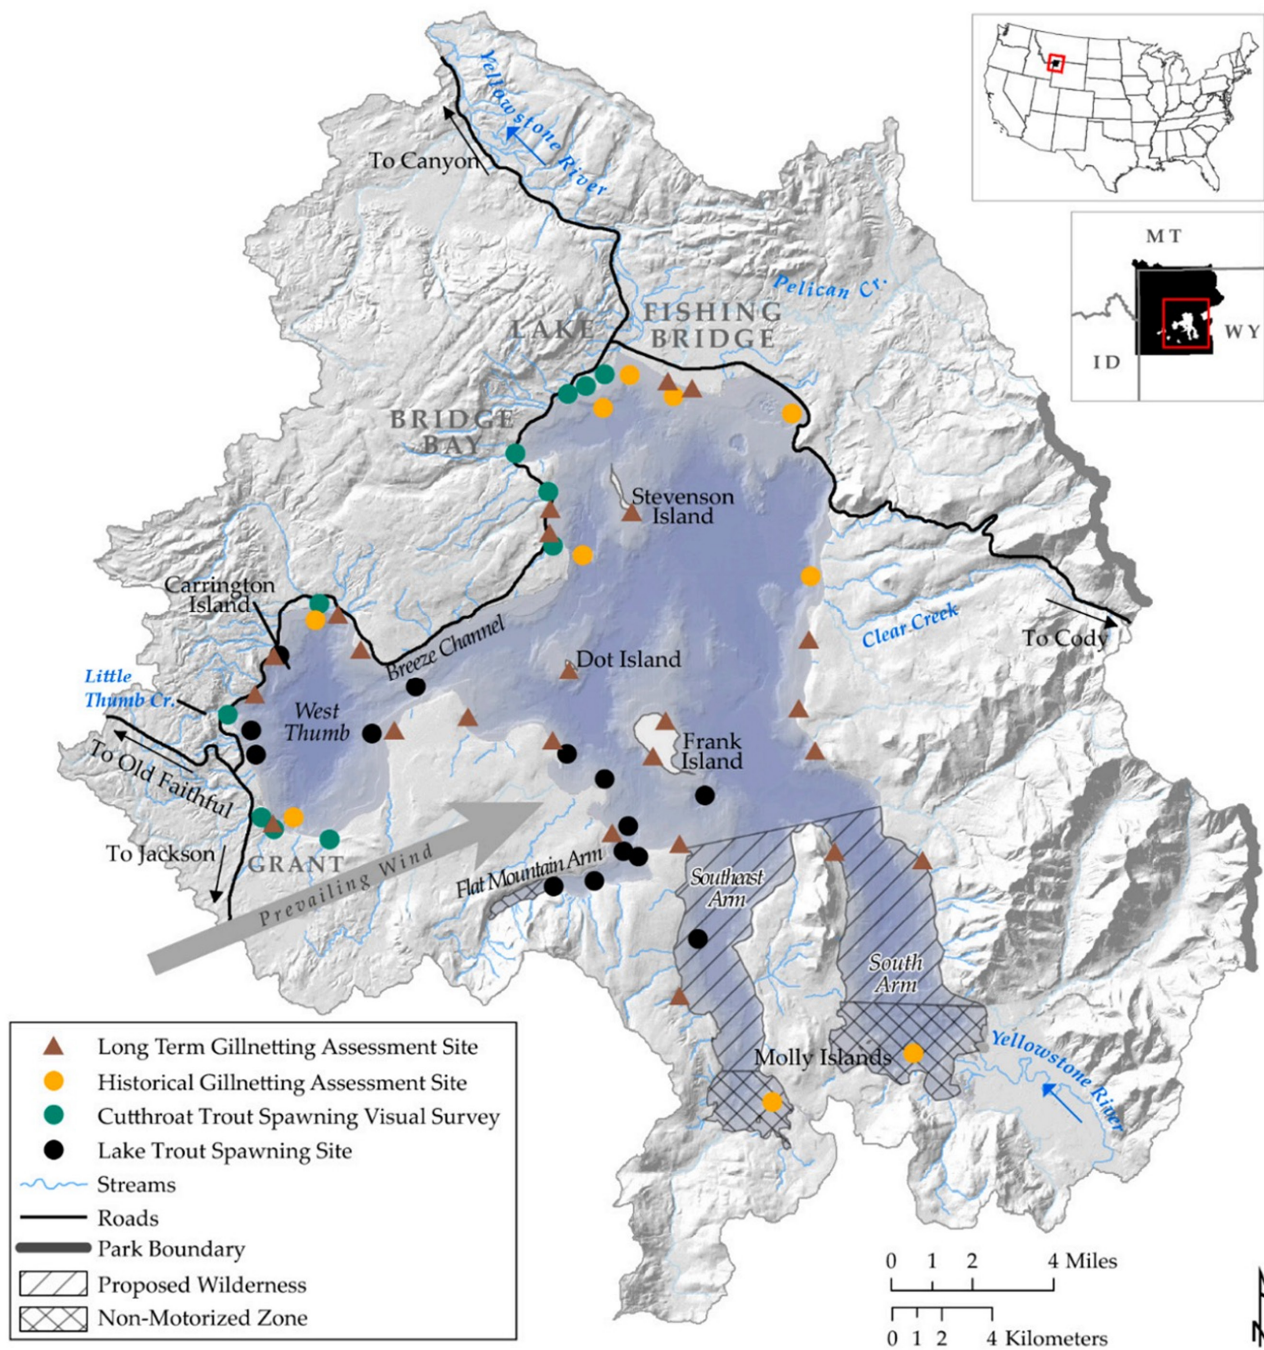 Yellowstone River
To Canyon
MT
ID
WY
Pelican Cr.
LAKE
FISHING
BRIDGE
BRIDGE
BAY
Stevenson
Island
Carrington
Island
Clear Creek
To Cody
Breeze Channel
Dot Island
Little
Thumb Cr.
West
Thumb
Frank
Island
To Old Faithful
To Jackson
GRANT
Prevailing Wind
Flat Mountain Arm
Southeast
Arm
South
Arm
Molly Islands
Yellowstone River
Long Term Gillnetting Assessment Site
Historical Gillnetting Assessment Site
Cutthroat Trout Spawning Visual Survey
Lake Trout Spawning Site
Streams
Roads
Park Boundary
Proposed Wilderness
Non-Motorized Zone
0 1 2 4 Miles
0 1 2 4 Kilometers
N